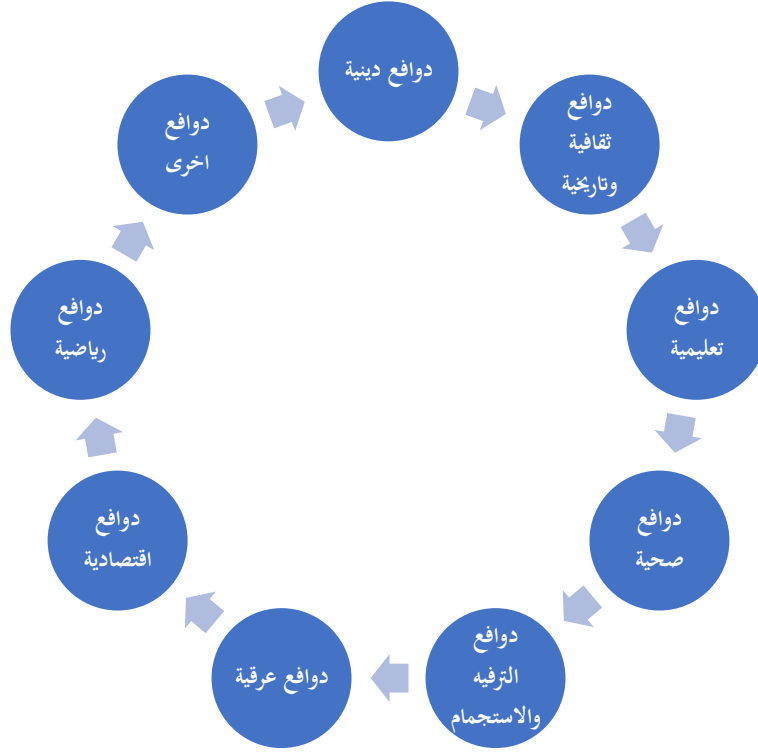 دوافع دينية
دوافع
ثقافية
وتاريخية
دوافع
تعليمية
دوافع
صحية
دوافع
الترفيه
والاستجمام
دوافع عرقية
دوافع
اقتصادية
دوافع
رياضية
دوافع
اخرى